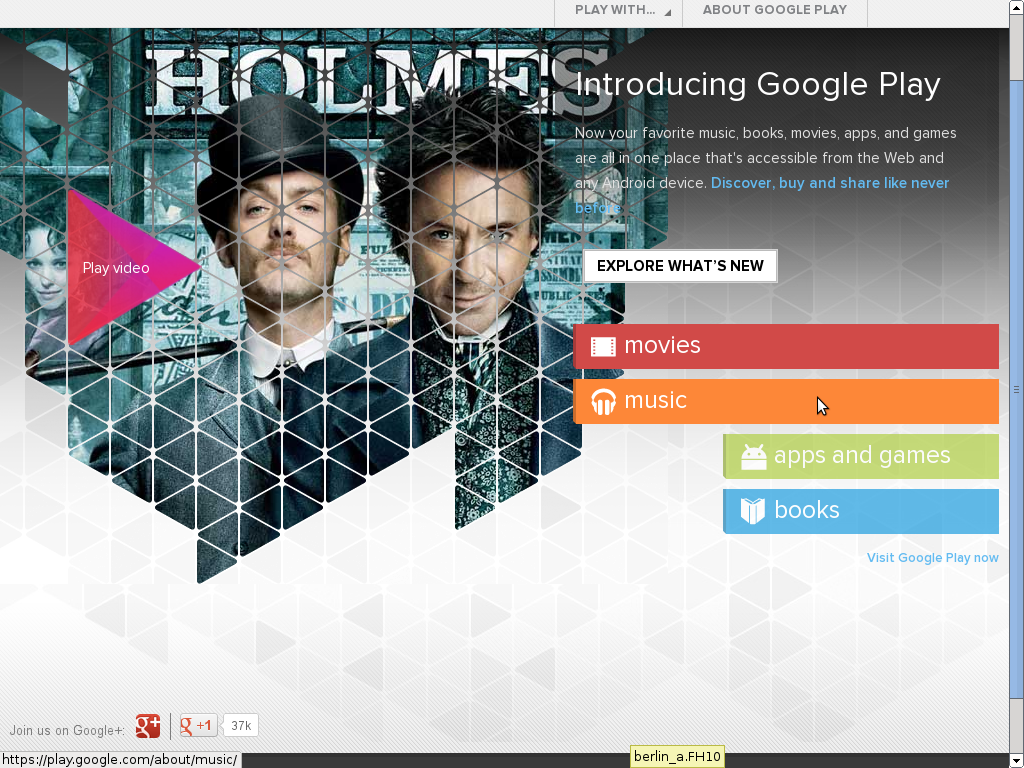 PLAY WITH...
ABOUT GOOGLE PLAY
HOLMES
Introducing Google Play
Now your favorite music, books, movies, apps, and games
are all in one place that's accessible from the Web and
any Android device. Discover, buy and share like never
before.
Play video
EXPLORE WHAT'S NEW
PUBLIC
movies
music
apps and games
books
Visit Google Play now
Join us on Google+:
g+
g +1
37k
https://play.google.com/about/music/
berlin_a.FH10